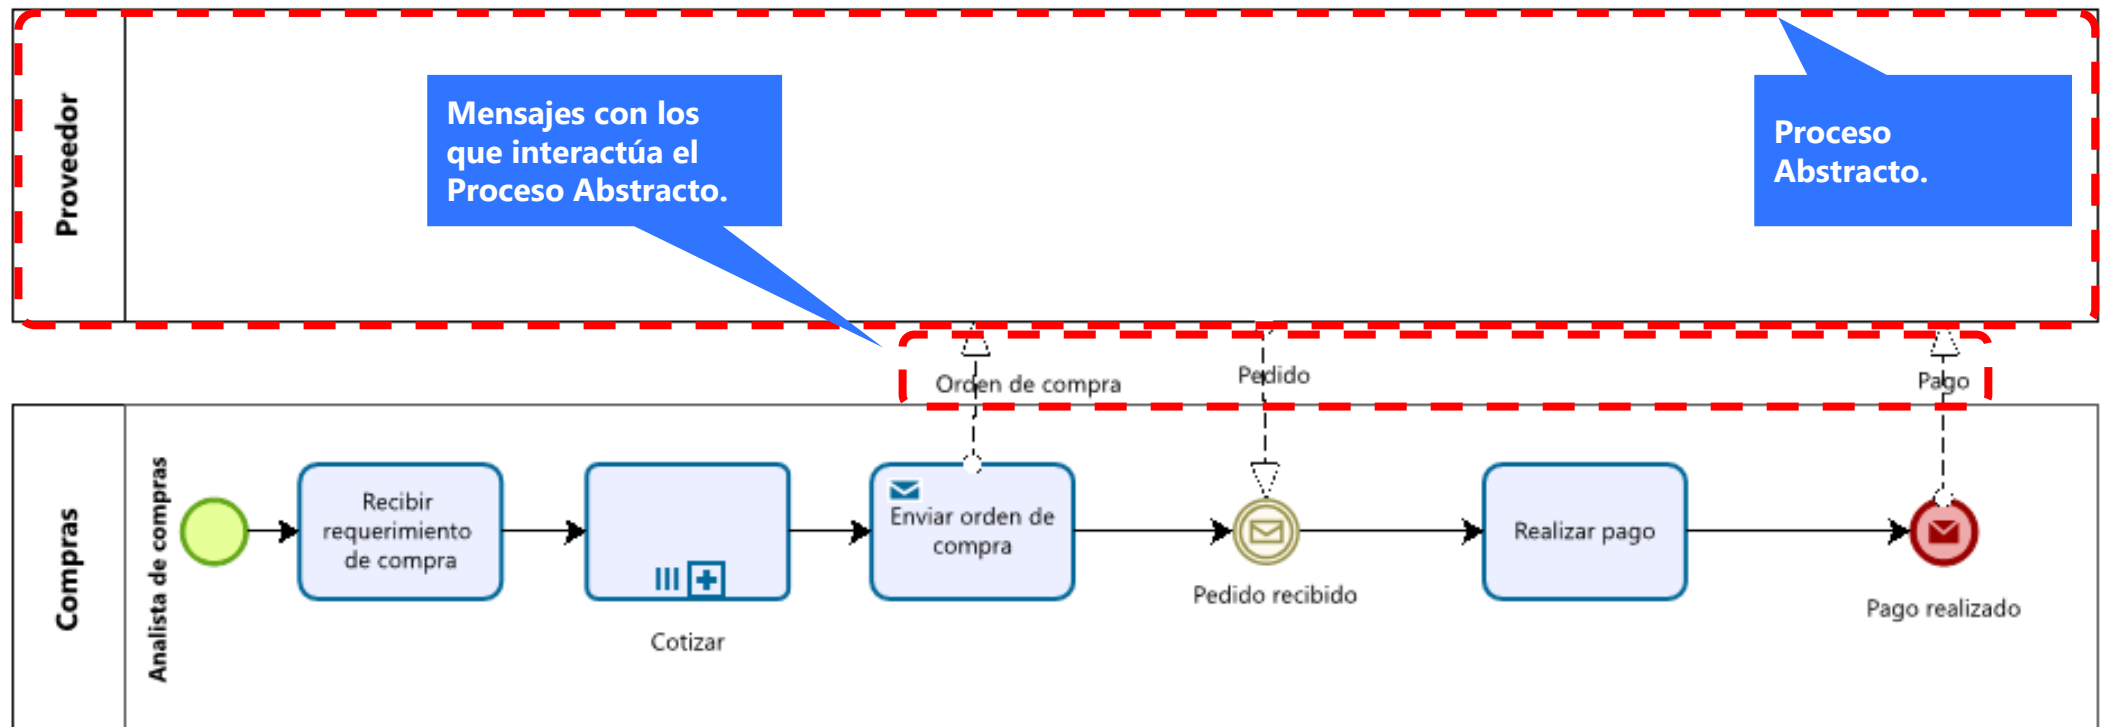 Proveedor
Mensajes con los
que interactúa el
Proceso Abstracto.
Proceso
Abstracto.
Orden de compra
Pedido
Pago
Compras
Analista de compras
Recibir
requerimiento
de compra
Cotizar
Enviar orden de
compra
Pedido recibido
Realizar pago
Pago realizado